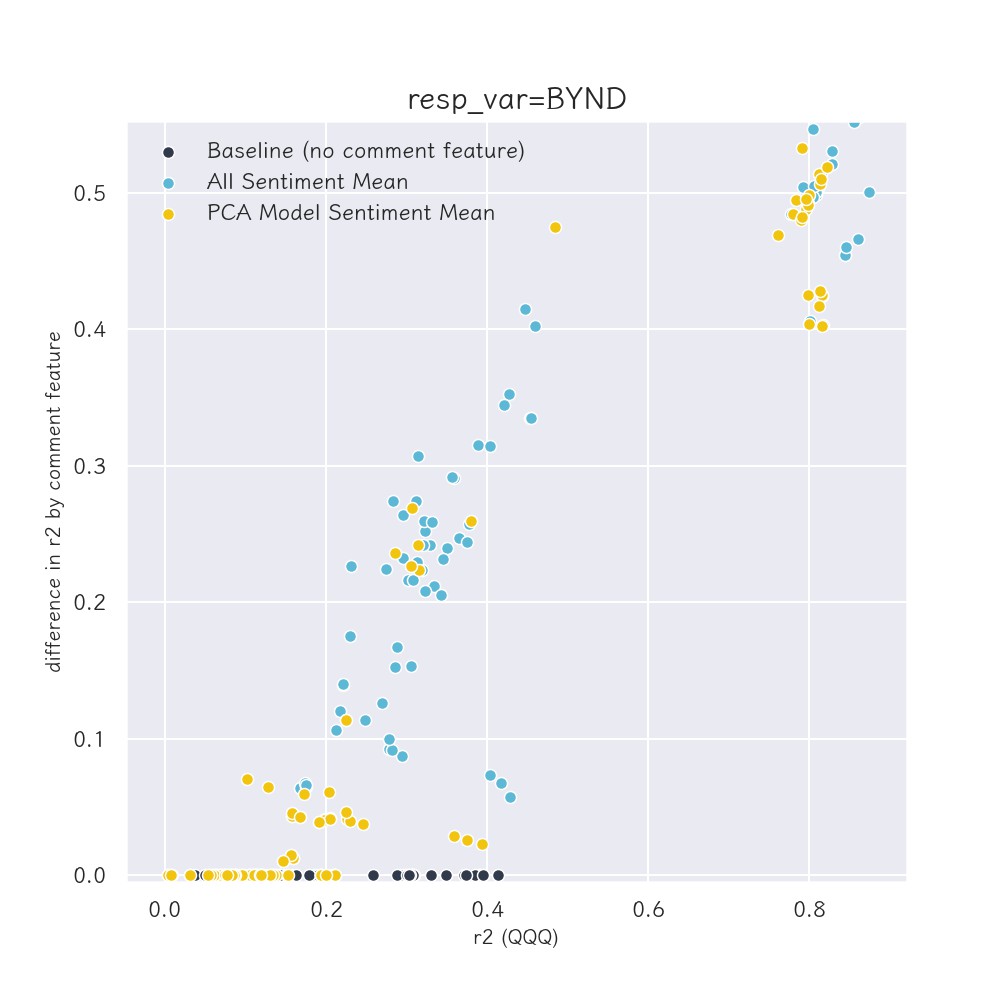 resp_var=BYND
Baseline (no comment feature)
All Sentiment Mean
PCA Model Sentiment Mean
difference in r2 by comment feature
0.5
0.4
0.3
0.2
0.1
0.0
0.0 0.2 0.4 0.6 0.8
r2 (QQQ)